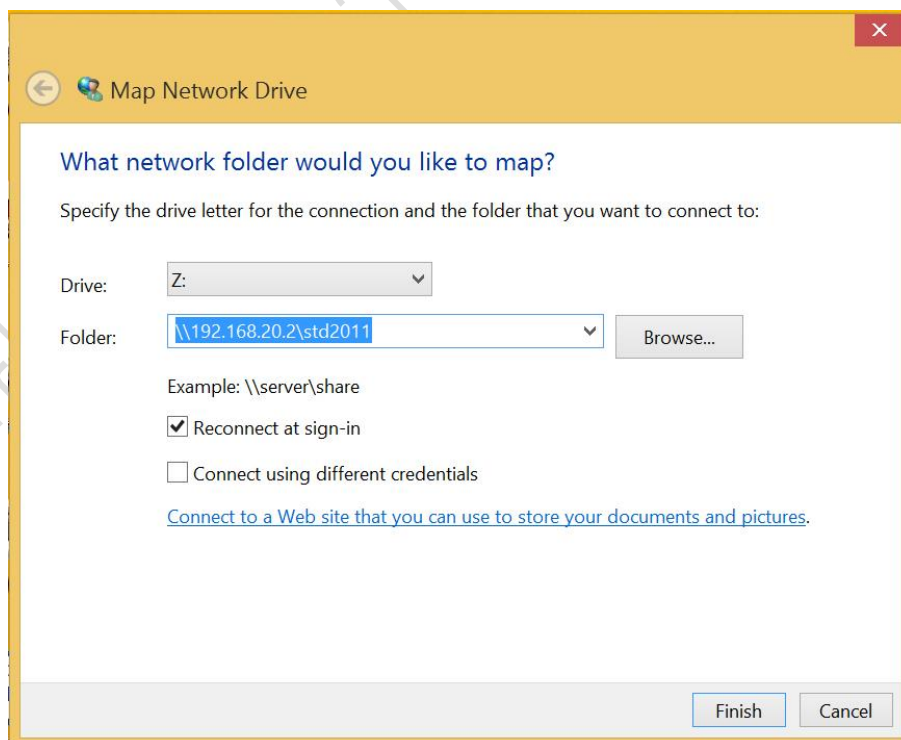 Map Network Drive
What network folder would you like to map?
Specify the drive letter for the connection and the folder that you want to connect to:
Drive: Z:
Folder: \\192.168.20.2\std2011 Browse...
Example: \\server\share
Reconnect at sign-in
Connect using different credentials
Connect to a Web site that you can use to store your documents and pictures.
Finish Cancel